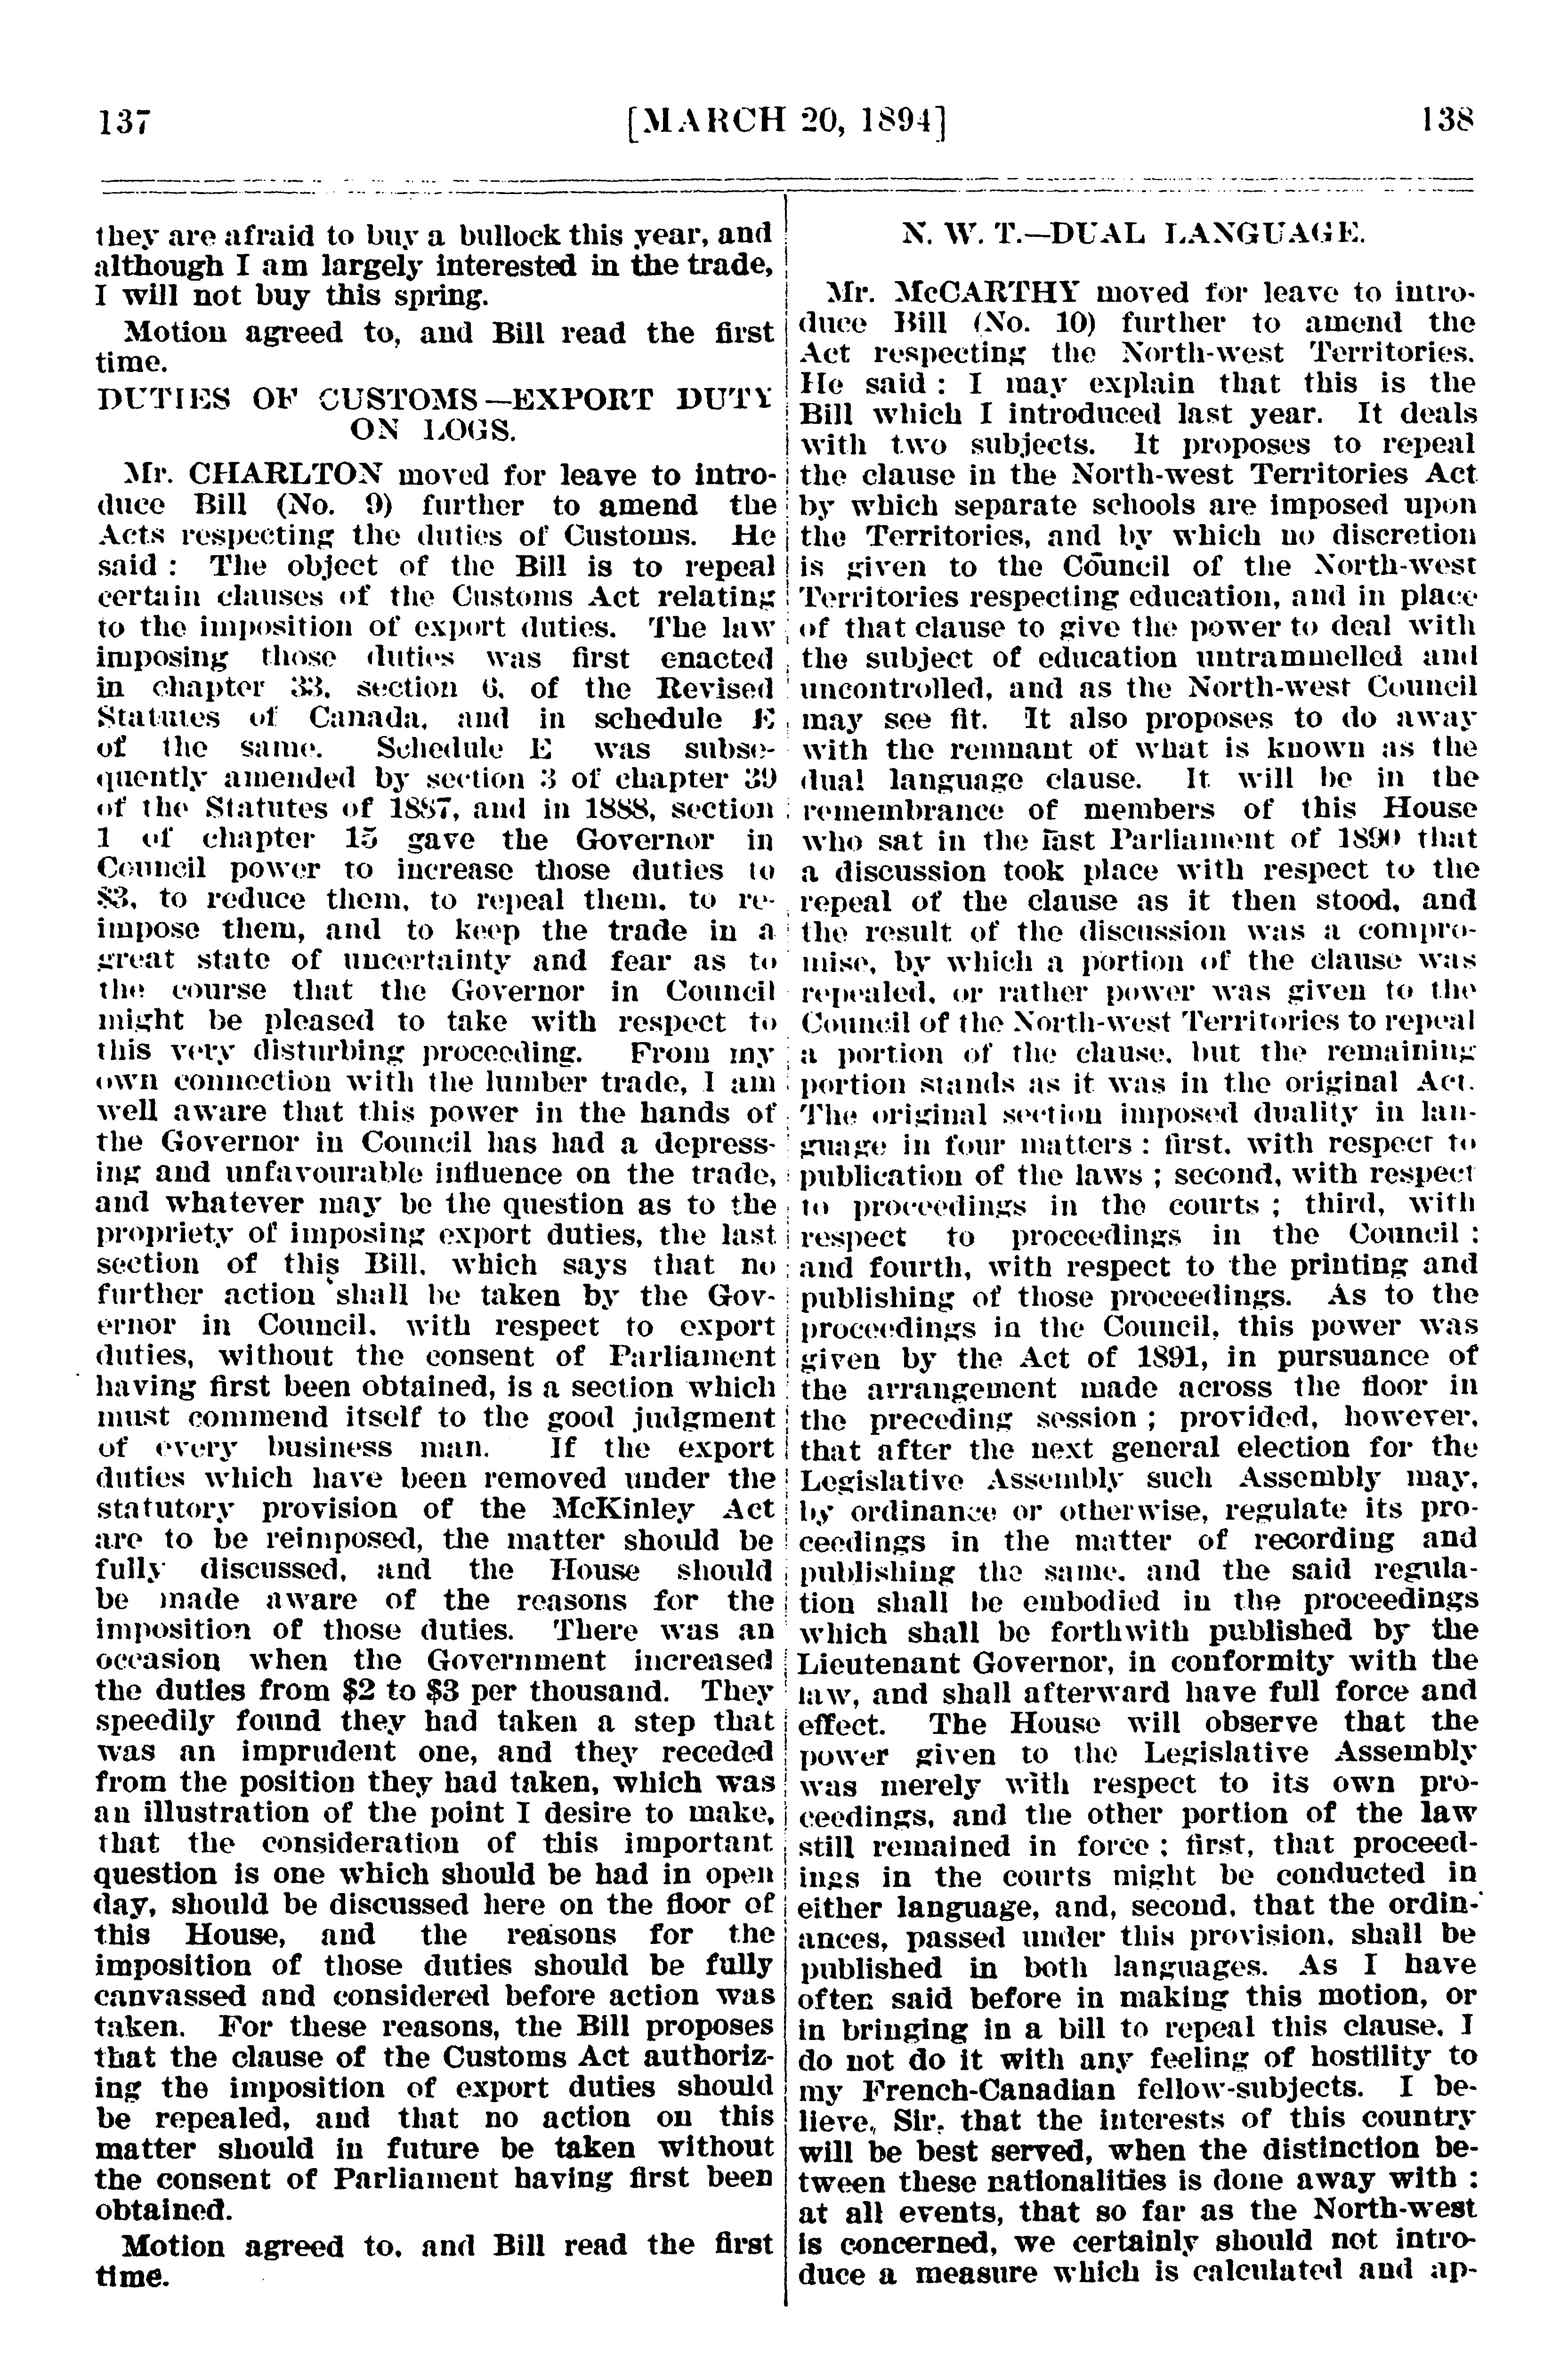 137
[MARCH 20, 1894]
138
they are afraid to buy a bullock this year, and
although I am largely interested in the trade,
I will not buy this spring.
Motion agreed to, and Bill read the first
time.
DUTIES OF CUSTOMS—EXPORT DUTY
ON LOGS.
Mr. CHARLTON moved for leave to intro-
duce Bill (No. 9) further to amend the
Acts respecting the duties of Customs. He
said : The object of the Bill is to repeal
certain clauses of the Customs Act relating
to the imposition of export duties. The law
imposing those duties was first enacted
in chapter 33, section 6, of the Revised
Statutes of Canada, and in schedule E
of the same. Schedule E was subse-
quently amended by section 3 of chapter 39
of the Statutes of 1887, and in 1888, section
1 of chapter 15 gave the Governor in
Council power to increase those duties to
$3, to reduce them, to repeal them, to re-
impose them, and to keep the trade in a
great state of uncertainty and fear as to
the course that the Governor in Council
might be pleased to take with respect to
this very disturbing proceeding. From my
own connection with the lumber trade, I am
well aware that this power in the hands of
the Governor in Council has had a depress-
ing and unfavourable influence on the trade,
and whatever may be the question as to the
propriety of imposing export duties, the last
section of this Bill, which says that no
further action shall be taken by the Gov-
ernor in Council, with respect to export
duties, without the consent of Parliament
having first been obtained, is a section which
must commend itself to the good judgment
of every business man. If the export
duties which have been removed under the
statutory provision of the McKinley Act
are to be reimposed, the matter should be
fully discussed, and the House should
be made aware of the reasons for the
imposition of those duties. There was an
occasion when the Government increased
the duties from $2 to $3 per thousand. They
speedily found they had taken a step that
was an imprudent one, and they receded
from the position they had taken, which was
an illustration of the point I desire to make,
that the consideration of this important
question is one which should be had in open
day, should be discussed here on the floor of
this House, and the reasons for the
imposition of those duties should be fully
canvassed and considered before action was
taken. For these reasons, the Bill proposes
that the clause of the Customs Act authoriz-
ing the imposition of export duties should
be repealed, and that no action on this
matter should in future be taken without
the consent of Parliament having first been
obtained.
Motion agreed to, and Bill read the first
time.
N. W. T.—DUAL LANGUAGE.
Mr. McCARTHY moved for leave to intro-
duce Bill (No. 10) further to amend the
Act respecting the North-west Territories.
He said : I may explain that this is the
Bill which I introduced last year. It deals
with two subjects. It proposes to repeal
the clause in the North-west Territories Act
by which separate schools are imposed upon
the Territories, and by which no discretion
is given to the Council of the North-west
Territories respecting education, and in place
of that clause to give the power to deal with
the subject of education untrammelled and
uncontrolled, and as the North-west Council
may see fit. It also proposes to do away
with the remnant of what is known as the
dual language clause. It will be in the
remembrance of members of this House
who sat in the last Parliament of 1890 that
a discussion took place with respect to the
repeal of the clause as it then stood, and
the result of the discussion was a compro-
mise, by which a portion of the clause was
repealed, or rather power was given to the
Council of the North-west Territories to repeal
a portion of the clause, but the remaining
portion stands as it was in the original Act.
The original section imposed duality in lan-
guage in four matters : first, with respect to
publication of the laws ; second, with respect
to proceedings in the courts ; third, with
respect to proceedings in the Council ;
and fourth, with respect to the printing and
publishing of those proceedings. As to the
proceedings in the Council, this power was
given by the Act of 1891, in pursuance of
the arrangement made across the floor in
the preceding session ; provided, however,
that after the next general election for the
Legislative Assembly such Assembly may,
by ordinance or otherwise, regulate its pro-
ceedings in the matter of recording and
publishing the same, and the said regula-
tion shall be embodied in the proceedings
which shall be forthwith published by the
Lieutenant Governor, in conformity with the
law, and shall afterward have full force and
effect. The House will observe that the
power given to the Legislative Assembly
was merely with respect to its own pro-
ceedings, and the other portion of the law
still remained in force ; first, that proceed-
ings in the courts might be conducted in
either language, and, second, that the ordin-
ances, passed under this provision, shall be
published in both languages. As I have
often said before in making this motion, or
in bringing in a bill to repeal this clause, I
do not do it with any feeling of hostility to
my French-Canadian fellow-subjects. I be-
lieve, Sir, that the interests of this country
will be best served, when the distinction be-
tween these nationalities is done away with :
at all events, that so far as the North-west
is concerned, we certainly should not intro-
duce a measure which is calculated and ap-